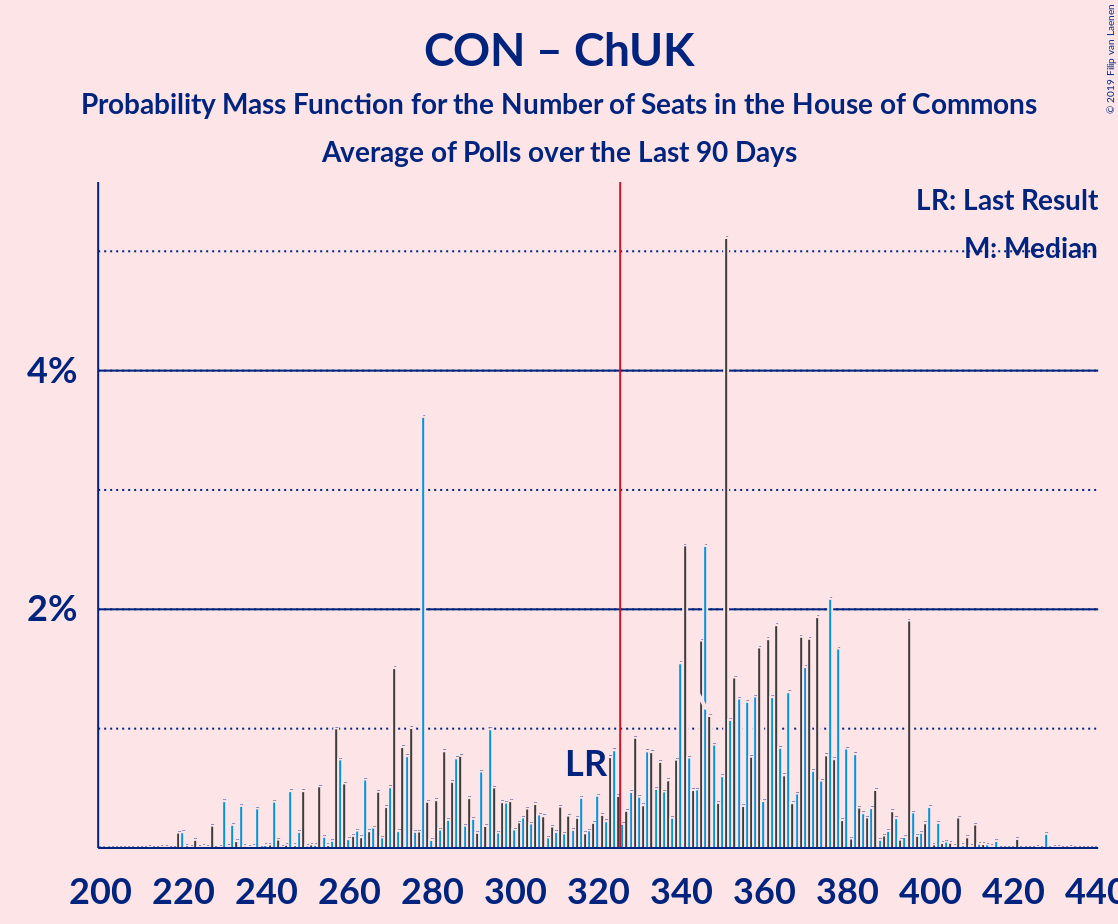 CON – ChUK
Probability Mass Function for the Number of Seats in the House of Commons
Average of Polls over the Last 90 Days
© 2019 Filip van Laenen
LR: Last Result
M: Median
4%
2%
LR
200 220 240 260 280 300 320 340 360 380 400 420 440